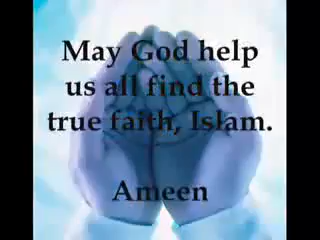 May God help
us all find the
true faith, Islam.
Ameen